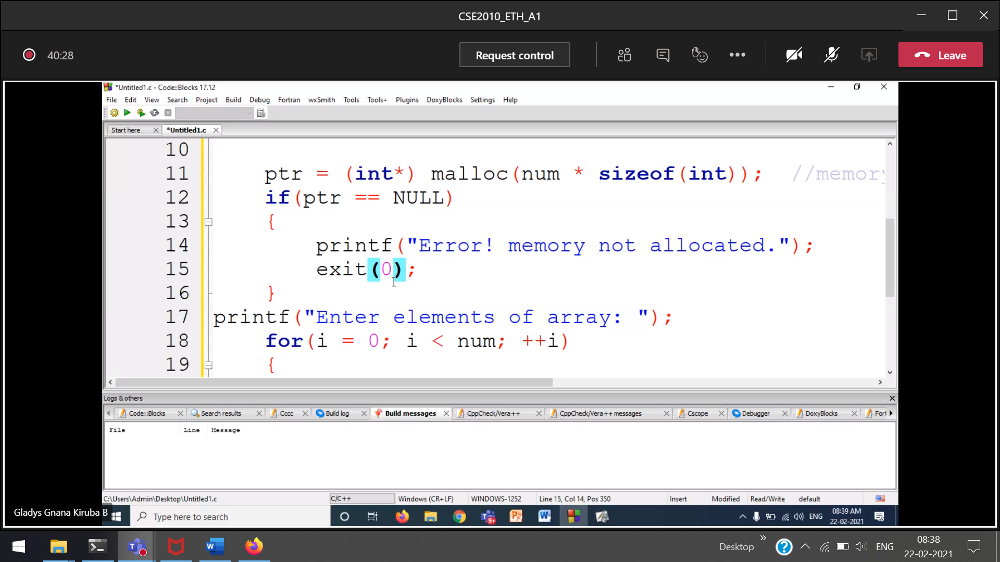 CSE2010_ETH_A1
40:28
Request control
Leave
*Untitled1.c - Code::Blocks 17.12
File Edit View Search Project Build Debug Fortran wxSmith Tools Tools+ Plugins DoxyBlocks Settings Help
Start here *Untitled1.c
10
11 ptr = (int*) malloc(num * sizeof(int)); //memory
12 if(ptr == NULL)
13 {
14 printf("Error! memory not allocated.");
15 exit(0);
16 }
17 printf("Enter elements of array: ");
18 for(i = 0; i < num; ++i)
19 {
Logs & others
Code::Blocks Search results Cccc Build log Build messages CppCheck/Vera++ CppCheck/Vera++ messages Cscope Debugger DoxyBlocks Fort
File Line Message
C:\Users\Admin\Desktop\Untitled1.c C/C++ Windows (CR+LF) WINDOWS-1252 Line 15, Col 14, Pos 350 Insert Modified Read/Write default
Gladys Gnana Kiruba B
Type here to search
9+
ENG
08:39 AM
22-02-2021
Desktop
ENG
08:38
22-02-2021